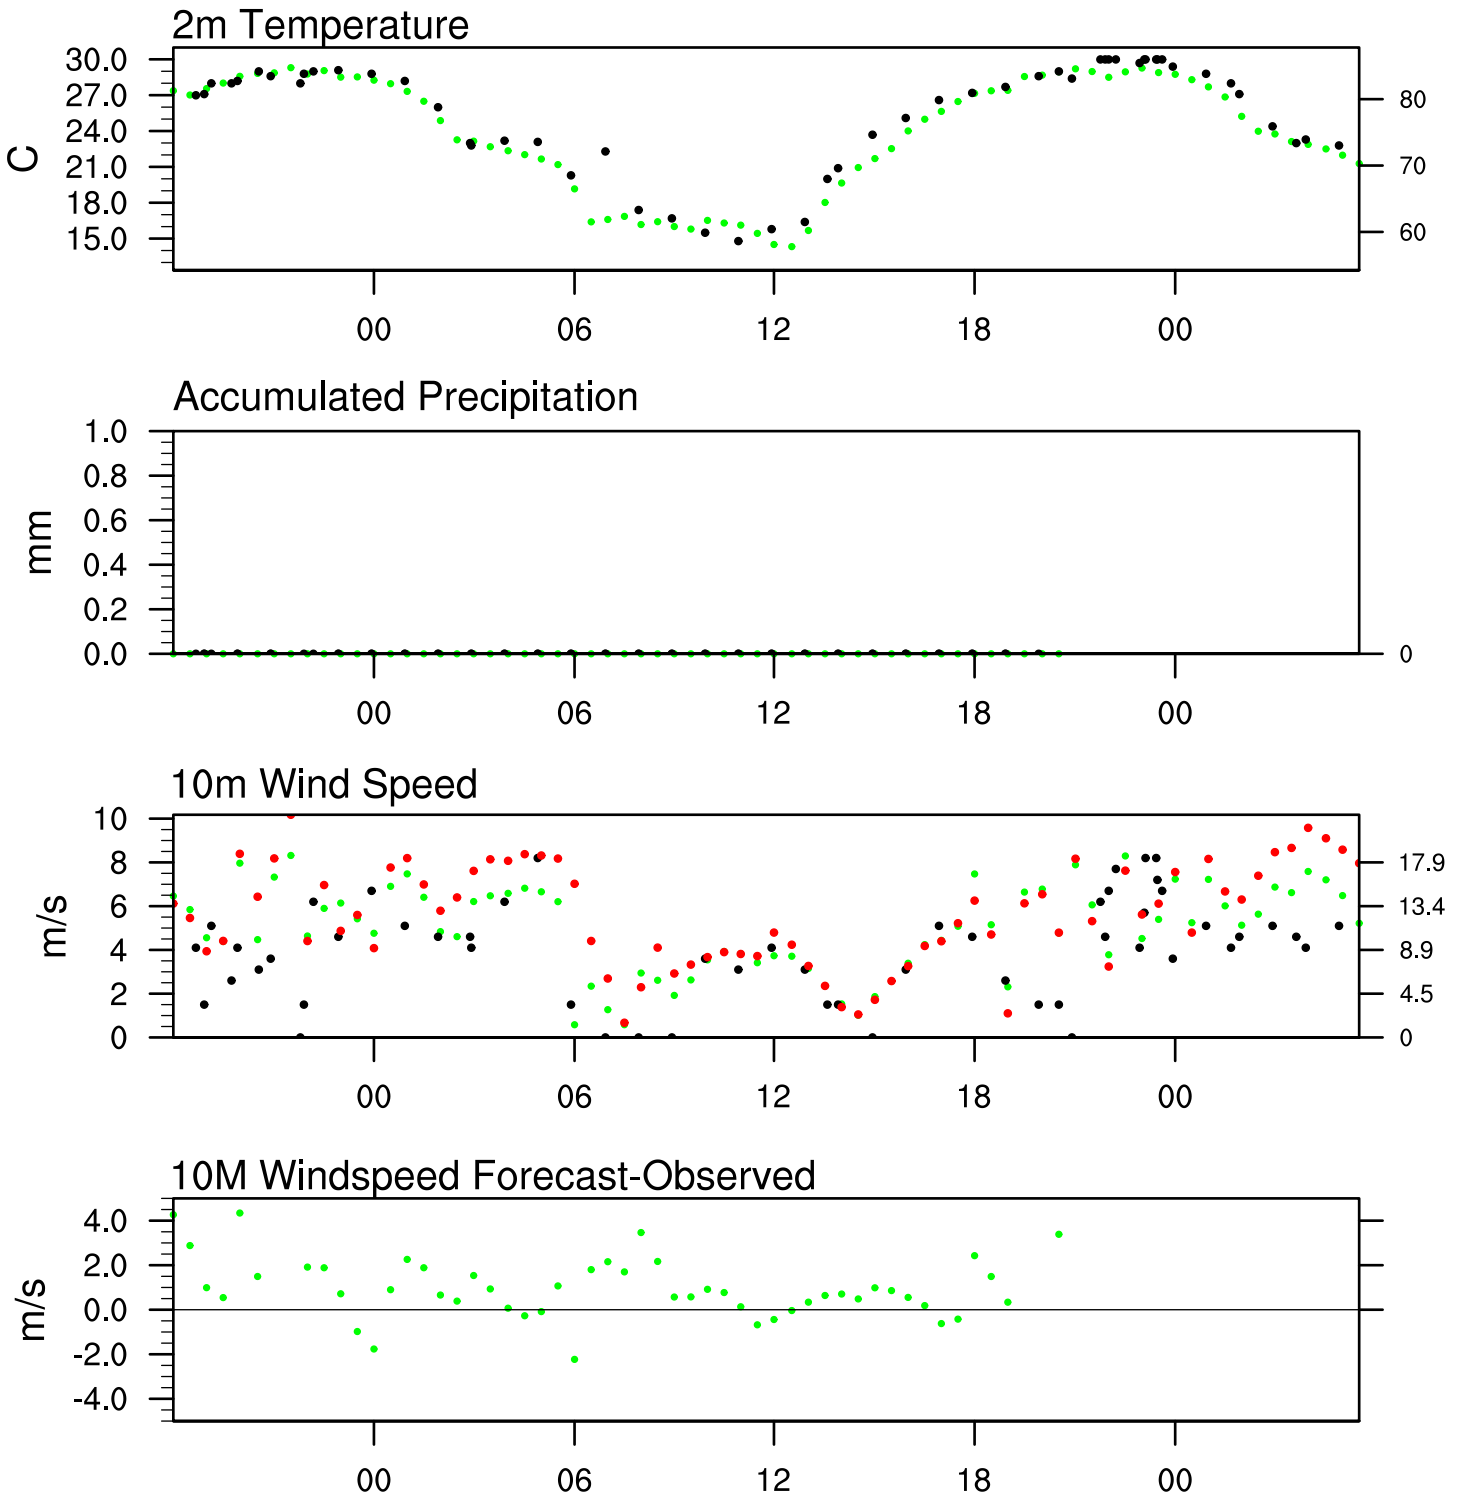 2m Temperature
30.0
27.0
80
24.0
C
21.0
70
18.0
15.0
60
00 06 12 18 00
Accumulated Precipitation
1.0
0.8
0.6
mm
0.4
0.2
0.0
0
00 06 12 18 00
10m Wind Speed
10
8
17.9
6
13.4
m/s
4
8.9
2
4.5
0
0
00 06 12 18 00
10M Windspeed Forecast-Observed
4.0
2.0
m/s
0.0
-2.0
-4.0
00 06 12 18 00